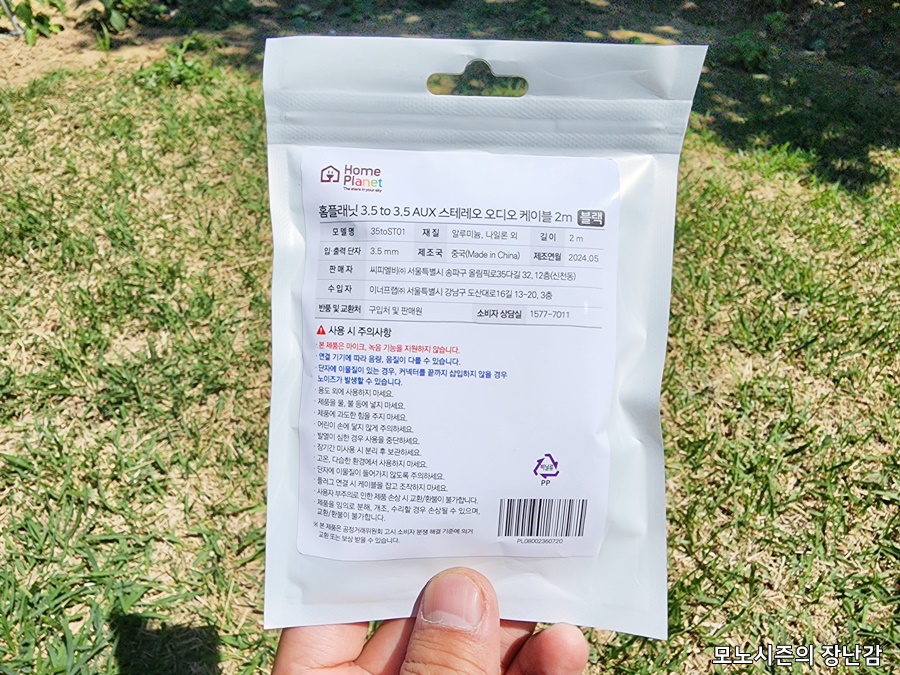 Home
Planet
The stars in your sky
홈플래닛 3.5 to 3.5 AUX 스테레오 오디오 케이블 2m 블랙
모델명 35toST01 재질 알루미늄, 나일론 외 길이 2 m
입·출력 단자 3.5 mm 제조국 중국(Made in China) 제조연월 2024.05
판매자 씨피엘비㈜ 서울특별시 송파구 올림픽로35다길 32, 12층(신천동)
수입자 이너프랩㈜ 서울특별시 강남구 도산대로16길 13-20, 3층
반품 및 교환처 구입처 및 판매원 소비자 상담실 1577-7011
사용 시 주의사항
· 본 제품은 마이크, 녹음 기능을 지원하지 않습니다.
· 연결 기기에 따라 음량, 음질이 다를 수 있습니다.
· 단자에 이물질이 있는 경우, 커넥터를 끝까지 삽입하지 않을 경우
노이즈가 발생할 수 있습니다.
· 용도 외에 사용하지 마세요.
· 제품을 물, 불 등에 넣지 마세요.
· 제품에 과도한 힘을 주지 마세요.
· 어린이 손에 닿지 않게 주의하세요.
· 발열이 심한 경우 사용을 중단하세요.
· 장기간 미사용 시 분리 후 보관하세요.
· 고온, 다습한 환경에서 사용하지 마세요.
· 단자에 이물질이 들어가지 않도록 주의하세요.
· 플러그 연결 시 케이블을 잡고 조작하지 마세요.
· 사용자 부주의로 인한 제품 손상 시 교환/환불이 불가합니다.
· 제품을 임의로 분해, 개조, 수리할 경우 손상될 수 있으며,
교환/환불이 불가합니다.
※ 본 제품은 공정거래위원회 고시 소비자 분쟁 해결 기준에 의거
교환 또는 보상 받을 수 있습니다.
비닐류
PP
PL08002360720
모노시즌의 장난감